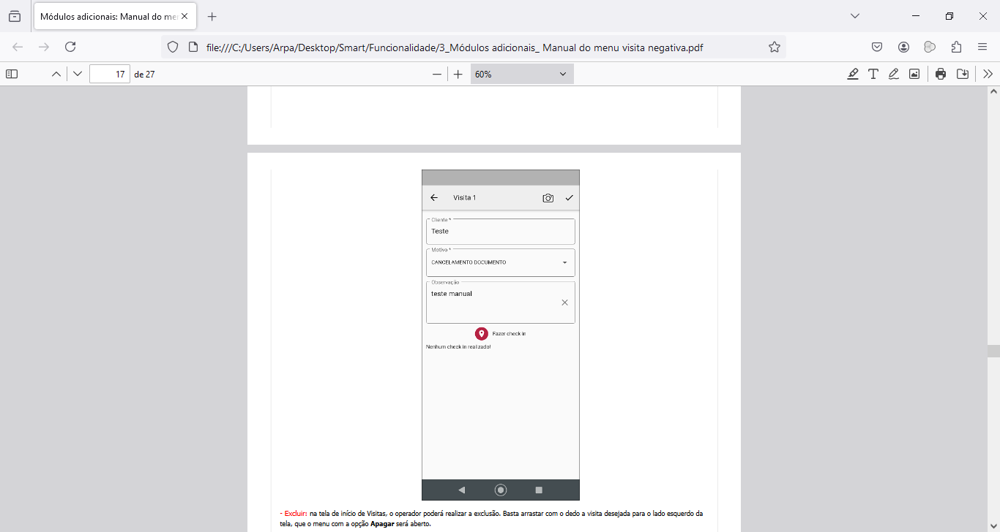 Módulos adicionais: Manual do me
file:///C:/Users/Arpa/Desktop/Smart/Funcionalidade/3_Módulos adicionais_ Manual do menu visita negativa.pdf
17 de 27
60%
Visita 1
Cliente *
Teste
Motivo *
CANCELAMENTO DOCUMENTO
Observação
teste manual
Fazer check in
Nenhum check in realizado!
- Excluir: na tela de início de Visitas, o operador poderá realizar a exclusão. Basta arrastar com o dedo a visita desejada para o lado esquerdo da
tela, que o menu com a opção Apagar será aberto.